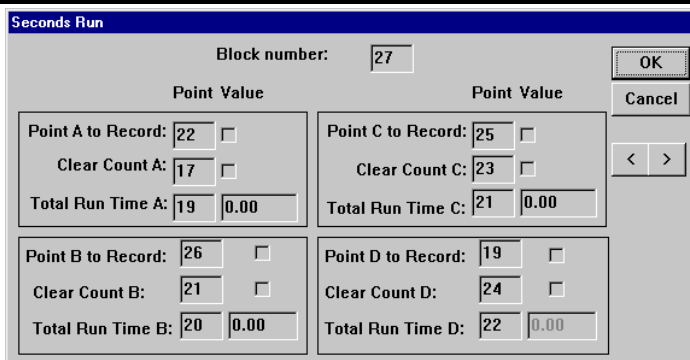 Seconds Run
Block number: 27
OK
Point Value Point Value
Cancel
Point A to Record: 22
Clear Count A: 17
Total Run Time A: 19 0.00
Point C to Record: 25
Clear Count C: 23
Total Run Time C: 21 0.00
< >
Point B to Record: 26
Clear Count B: 21
Total Run Time B: 20 0.00
Point D to Record: 19
Clear Count D: 24
Total Run Time D: 22 0.00